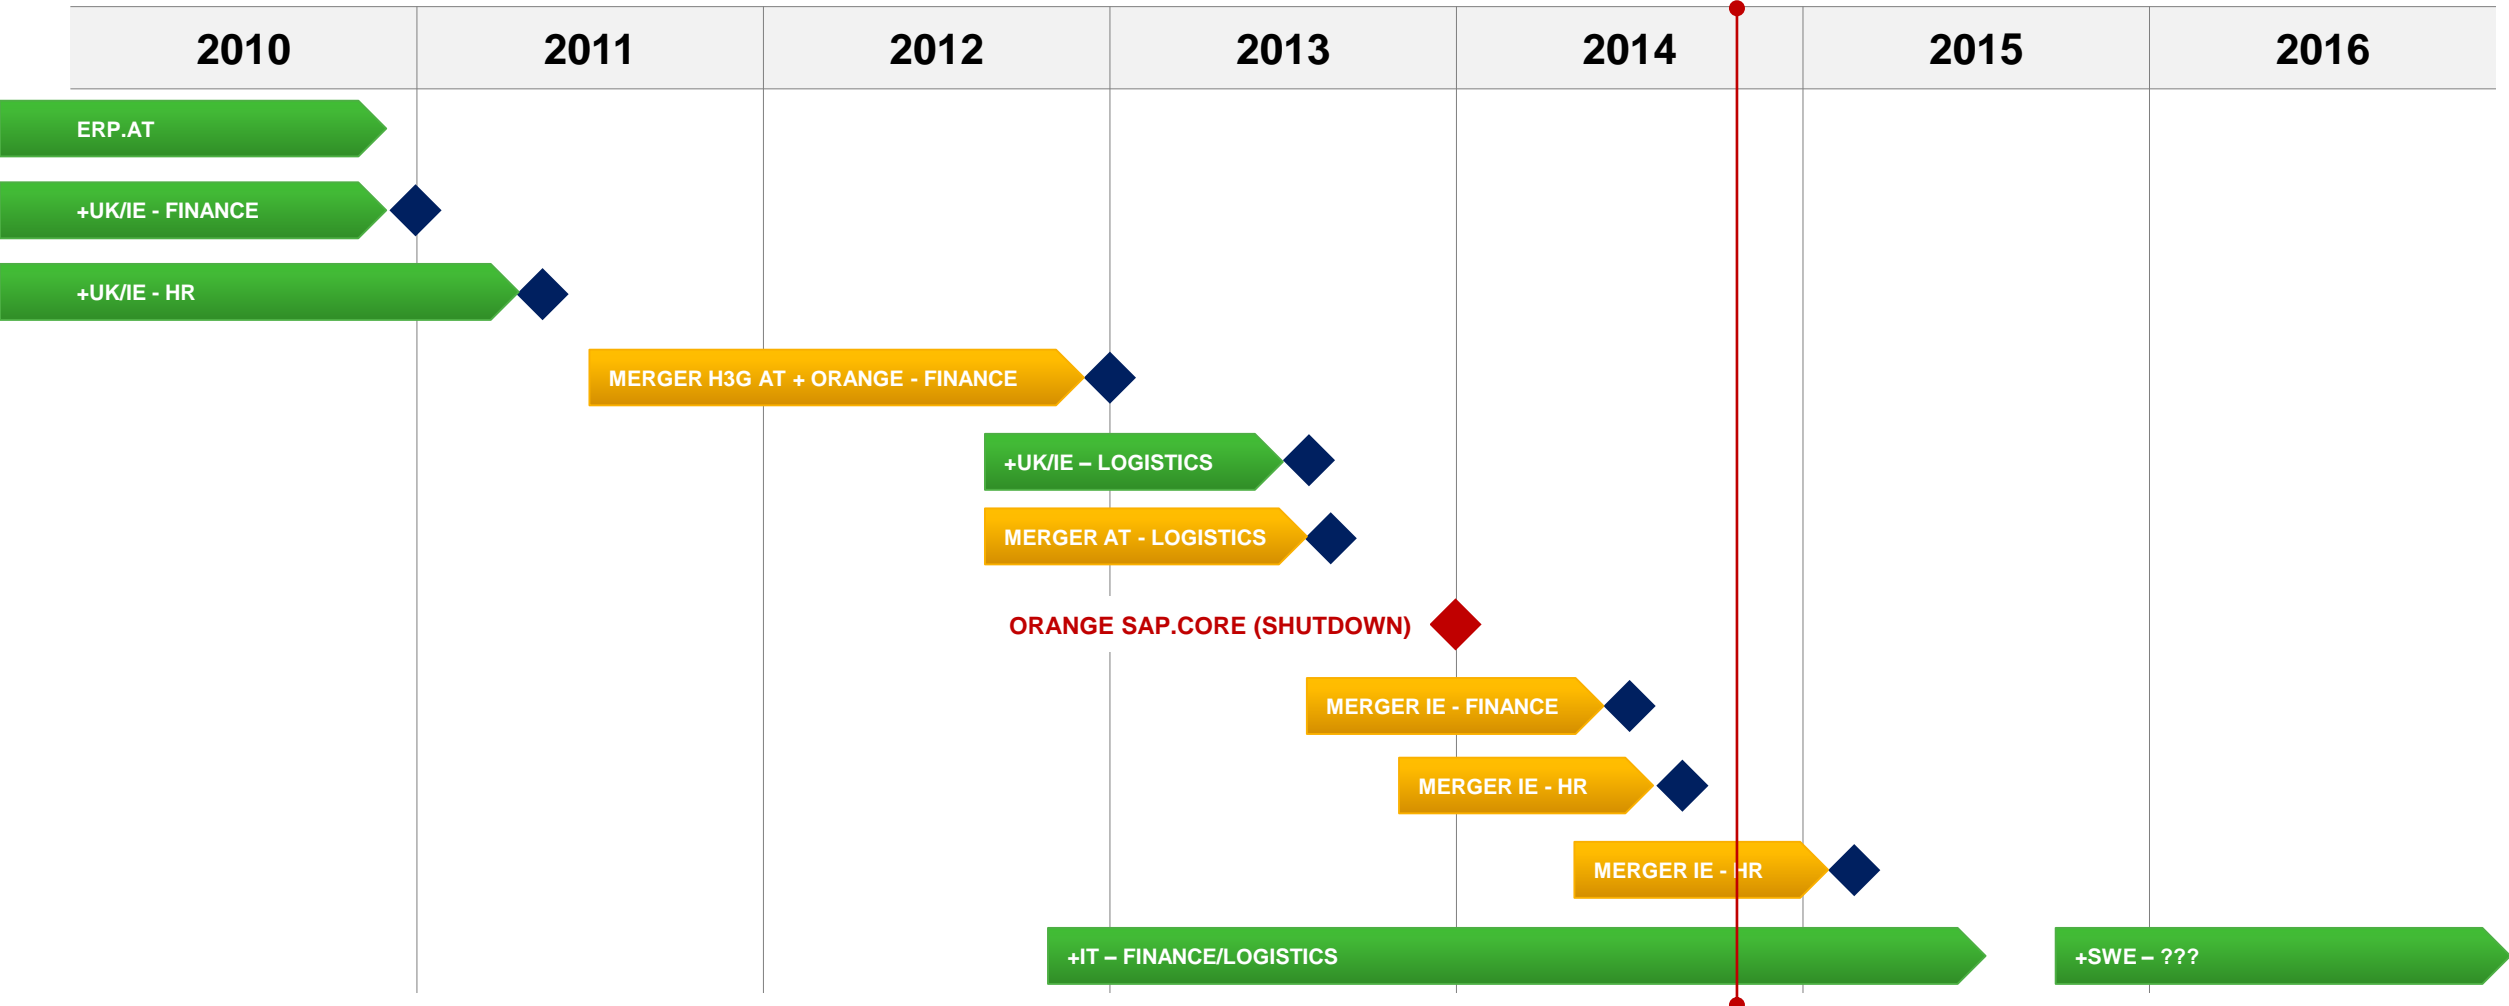 2010 2011 2012 2013 2014 2015 2016
ERP.AT
+UK/IE - FINANCE
+UK/IE - HR
MERGER H3G AT + ORANGE - FINANCE
+UK/IE – LOGISTICS
MERGER AT - LOGISTICS
ORANGE SAP.CORE (SHUTDOWN)
MERGER IE - FINANCE
MERGER IE - HR
MERGER IE - HR
+IT – FINANCE/LOGISTICS
+SWE – ???